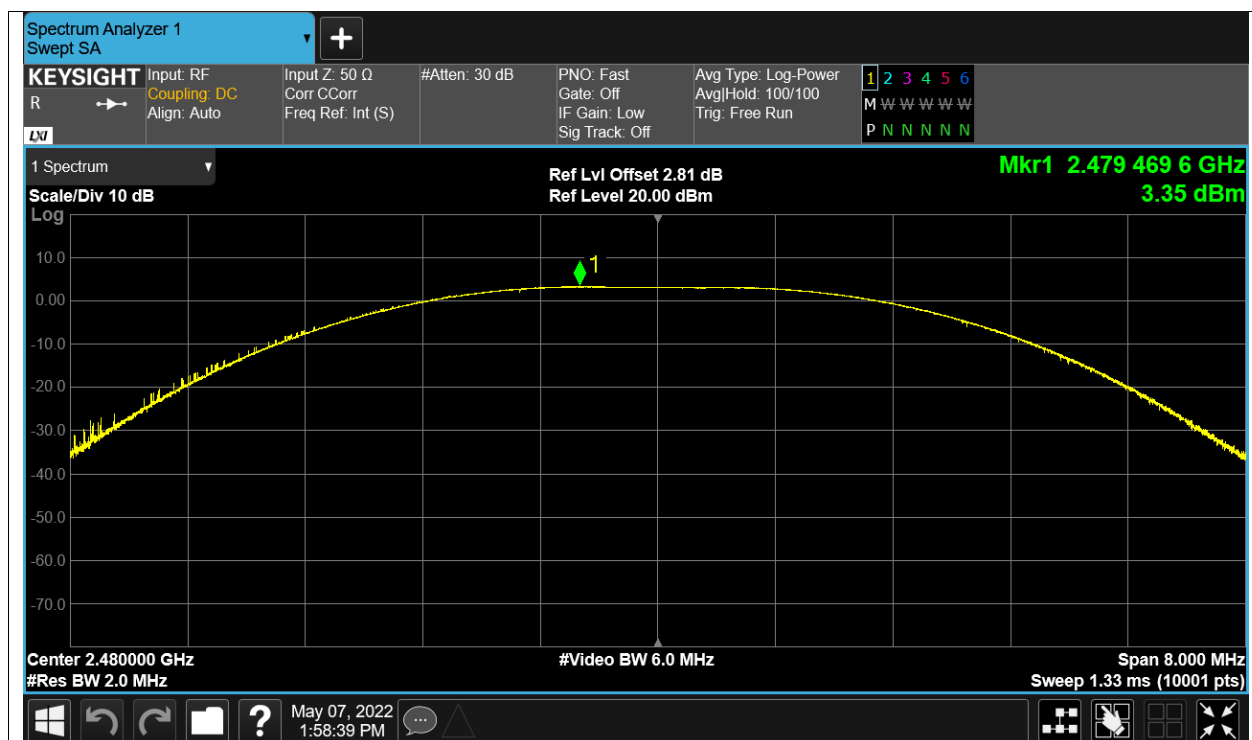 Spectrum Analyzer 1
Swept SA
KEYSIGHT
R
LXI
Input: RF
Coupling: DC
Align: Auto
Input Z: 50 Ω
Corr CCorr
Freq Ref: Int (S)
#Atten: 30 dB
PNO: Fast
Gate: Off
IF Gain: Low
Sig Track: Off
Avg Type: Log-Power
Avg|Hold: 100/100
Trig: Free Run
1 2 3 4 5 6
M W W W W W
P N N N N N
1 Spectrum
Scale/Div 10 dB
Ref Lvl Offset 2.81 dB
Ref Level 20.00 dBm
Mkr1 2.479 469 6 GHz
3.35 dBm
Log
1
10.0
0.00
-10.0
-20.0
-30.0
-40.0
-50.0
-60.0
-70.0
Center 2.480000 GHz
#Res BW 2.0 MHz
#Video BW 6.0 MHz
Span 8.000 MHz
Sweep 1.33 ms (10001 pts)
?
May 07, 2022
1:58:39 PM